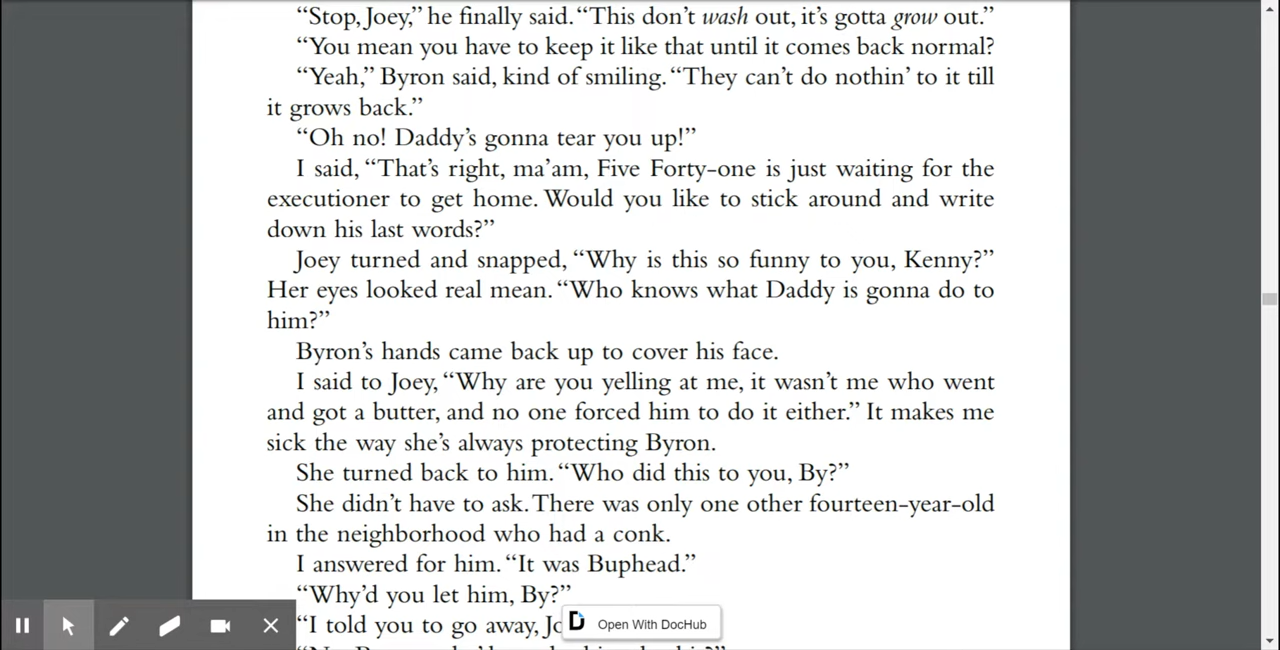 “Stop, Joey,” he finally said. “This don’t wash out, it’s gotta grow out.”
“You mean you have to keep it like that until it comes back normal?
“Yeah,” Byron said, kind of smiling. “They can’t do nothin’ to it till
it grows back.”
“Oh no! Daddy’s gonna tear you up!”
I said, “That’s right, ma’am, Five Forty-one is just waiting for the
executioner to get home. Would you like to stick around and write
down his last words?”
Joey turned and snapped, “Why is this so funny to you, Kenny?”
Her eyes looked real mean. “Who knows what Daddy is gonna do to
him?”
Byron’s hands came back up to cover his face.
I said to Joey, “Why are you yelling at me, it wasn’t me who went
and got a butter, and no one forced him to do it either.” It makes me
sick the way she’s always protecting Byron.
She turned back to him. “Who did this to you, By?”
She didn’t have to ask. There was only one other fourteen-year-old
in the neighborhood who had a conk.
I answered for him. “It was Buphead.”
“Why’d you let him, By?”
“I told you to go away, Jo
Open With DocHub